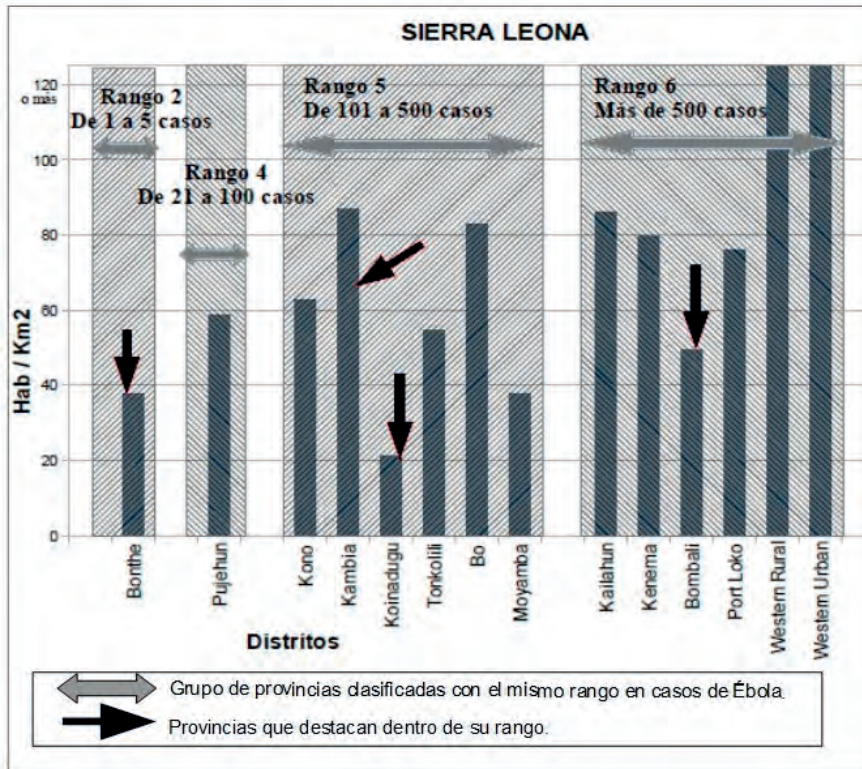 SIERRA LEONA
120
o más
100
80
60
40
20
0
Hab / Km2
Rango 2
De 1 a 5 casos
Rango 4
De 21 a 100 casos
Rango 5
De 101 a 500 casos
Rango 6
Más de 500 casos
Bonthe
Pujehun
Kono
Kambia
Koinadugu
Tonkolili
Bo
Moyamba
Kailahun
Kenema
Bombali
Port Loko
Western Rural
Western Urban
Distritos
Grupo de provincias clasificadas con el mismo rango en casos de Ébola.
Provincias que destacan dentro de su rango.